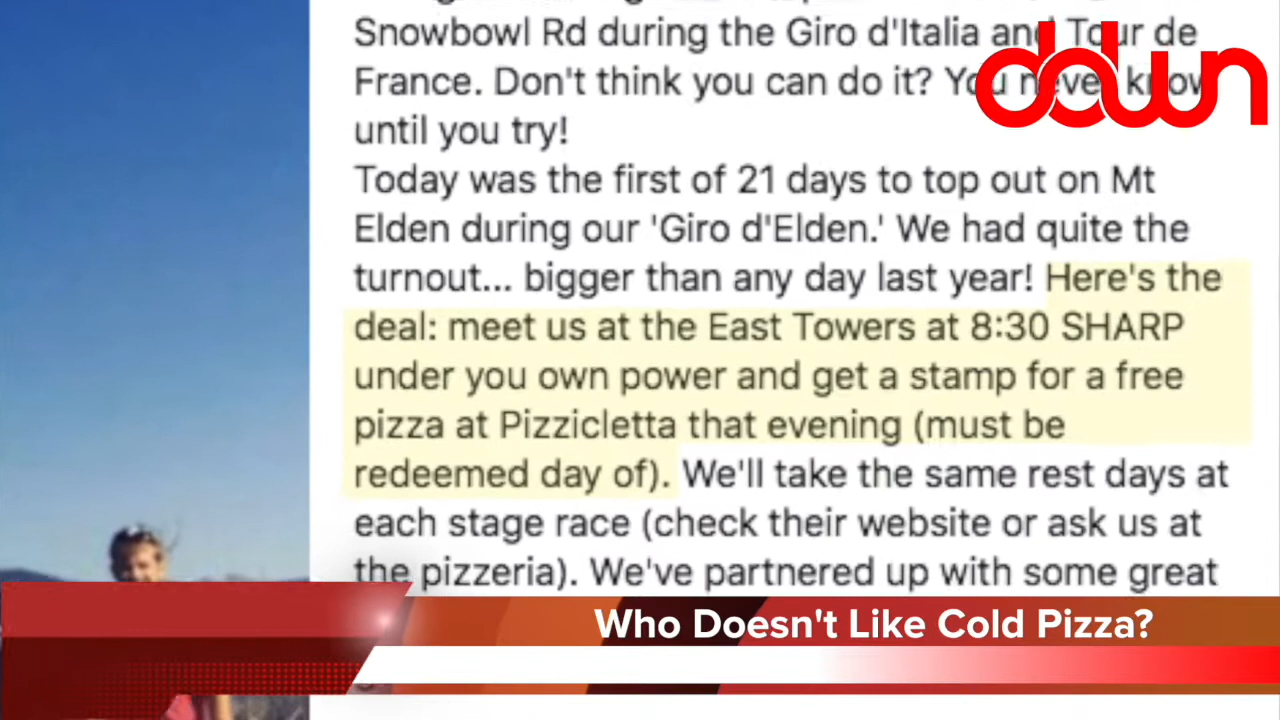 Snowbowl Rd during the Giro d'Italia and Tour de
France. Don't think you can do it? You never know
until you try!
Today was the first of 21 days to top out on Mt
Elden during our 'Giro d'Elden.' We had quite the
turnout... bigger than any day last year! Here's the
deal: meet us at the East Towers at 8:30 SHARP
under you own power and get a stamp for a free
pizza at Pizzicletta that evening (must be
redeemed day of). We'll take the same rest days at
each stage race (check their website or ask us at
the pizzeria). We've partnered up with some great
down
Who Doesn't Like Cold Pizza?